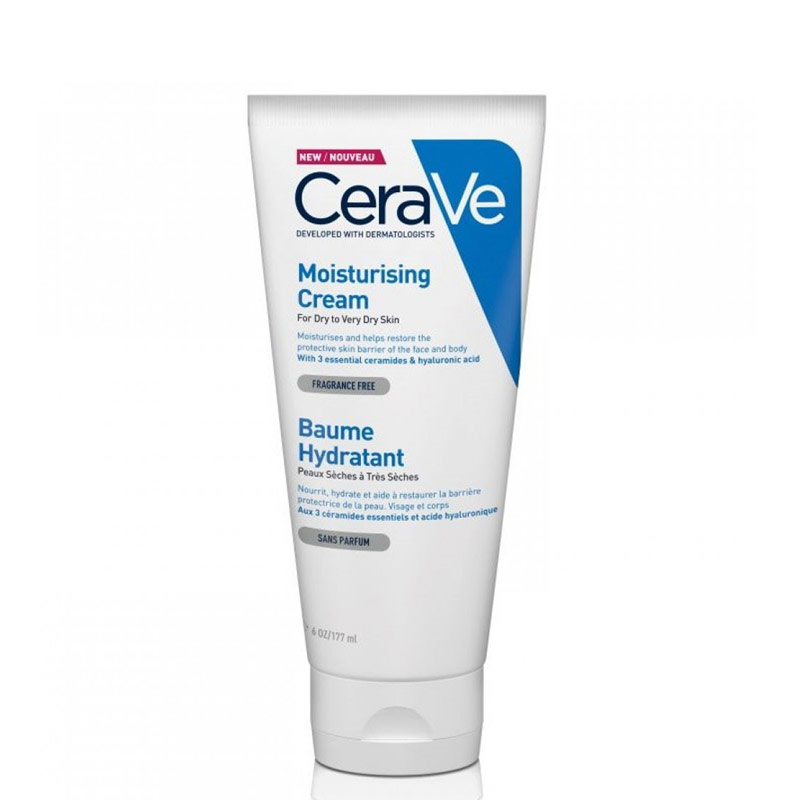 NEW / NOUVEAU
CeraVe
DEVELOPED WITH DERMATOLOGISTS
Moisturising
Cream
For Dry to Very Dry Skin
Moisturises and helps restore the
protective skin barrier of the face and body
With 3 essential ceramides & hyaluronic acid
FRAGRANCE FREE
Baume
Hydratant
Peaux Sèches à Très Sèches
Nourrit, hydrate et aide à restaurer la barrière
protectrice de la peau. Visage et corps
Aux 3 céramides essentiels et acide hyaluronique
SANS PARFUM
6 OZ/177 ml